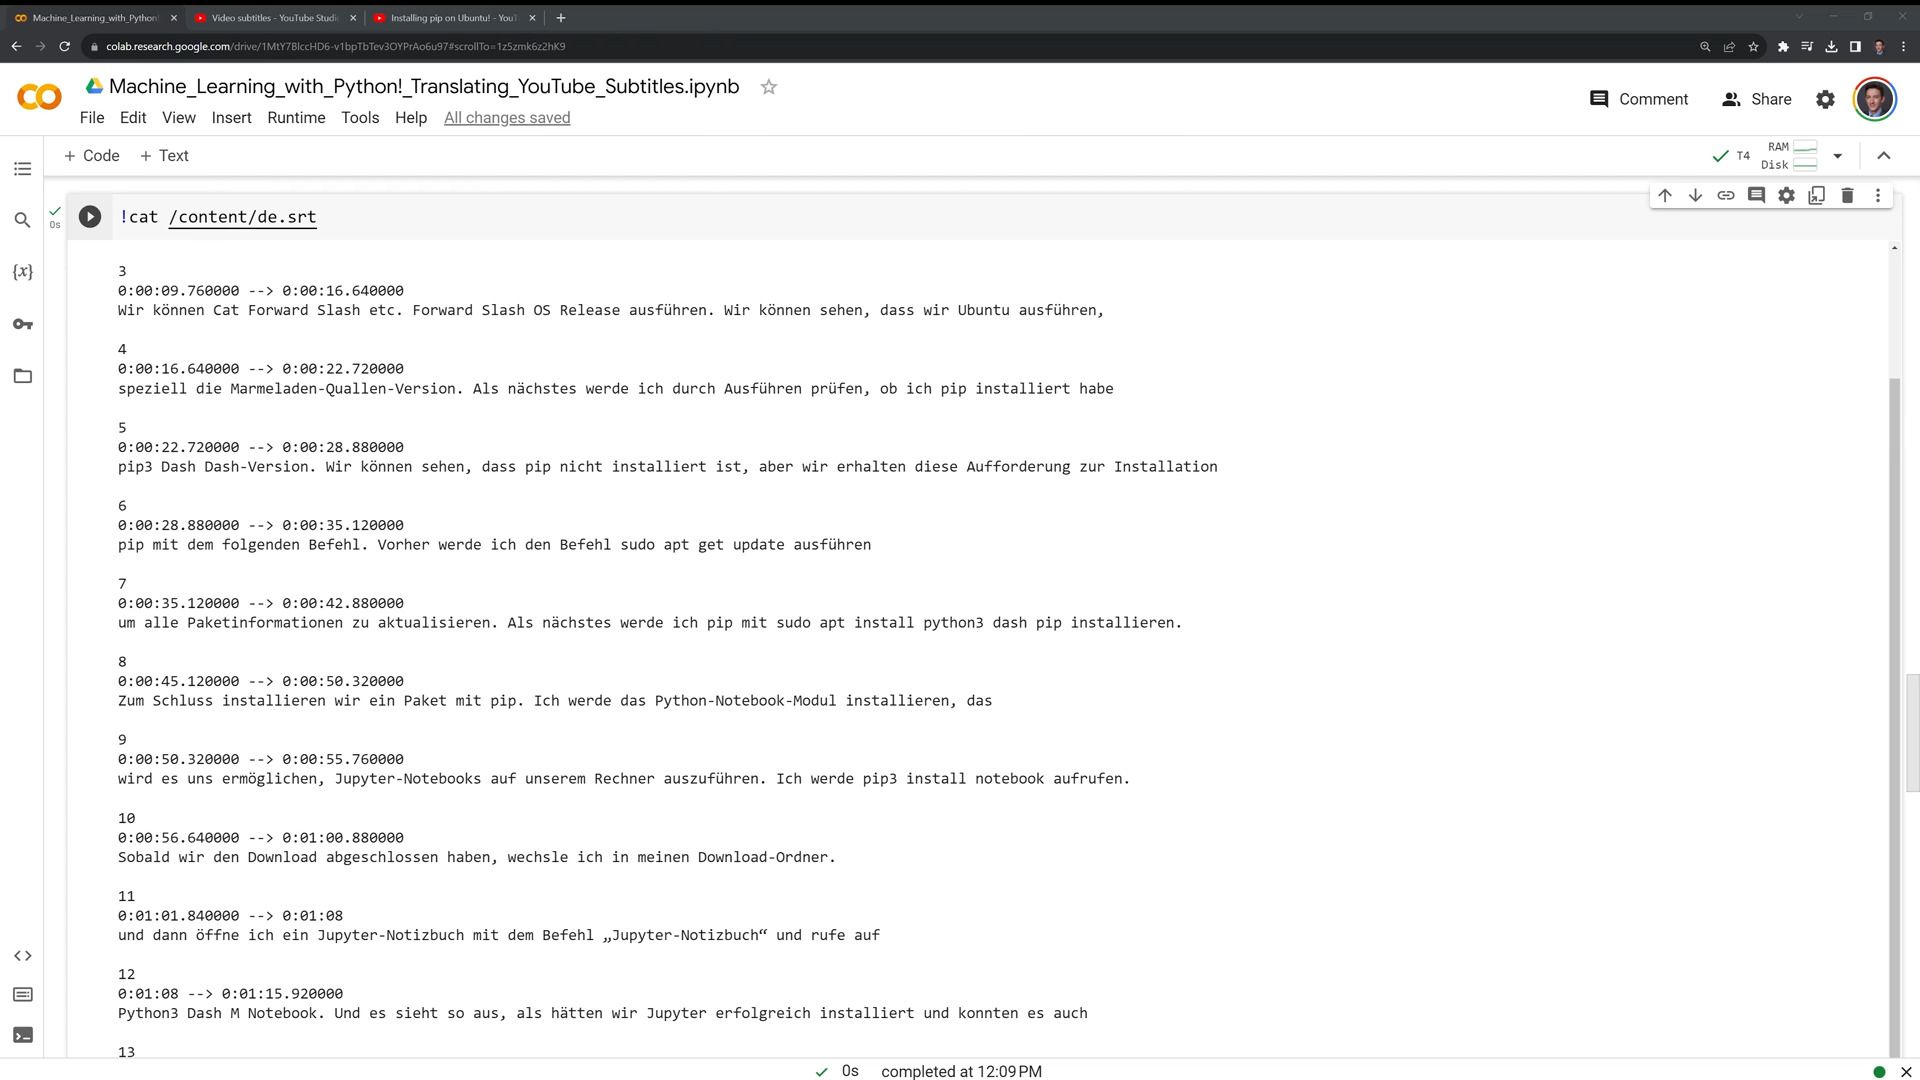 Machine_Learning_with_Python!
Video subtitles - YouTube Studi
Installing pip on Ubuntu! - YouT
colab.research.google.com/drive/1MtY7BlccHD6-v1bpTbTev3OYPrAo6u97#scrollTo=1z5zmk6z2hK9
Machine_Learning_with_Python!_Translating_YouTube_Subtitles.ipynb
Comment Share
File Edit View Insert Runtime Tools Help All changes saved
+ Code + Text
T4 RAM Disk
!cat /content/de.srt
0s
{x}
3
0:00:09.760000 --> 0:00:16.640000
Wir können Cat Forward Slash etc. Forward Slash OS Release ausführen. Wir können sehen, dass wir Ubuntu ausführen,
4
0:00:16.640000 --> 0:00:22.720000
speziell die Marmeladen-Quallen-Version. Als nächstes werde ich durch Ausführen prüfen, ob ich pip installiert habe
5
0:00:22.720000 --> 0:00:28.880000
pip3 Dash Dash-Version. Wir können sehen, dass pip nicht installiert ist, aber wir erhalten diese Aufforderung zur Installation
6
0:00:28.880000 --> 0:00:35.120000
pip mit dem folgenden Befehl. Vorher werde ich den Befehl sudo apt get update ausführen
7
0:00:35.120000 --> 0:00:42.880000
um alle Paketinformationen zu aktualisieren. Als nächstes werde ich pip mit sudo apt install python3 dash pip installieren.
8
0:00:45.120000 --> 0:00:50.320000
Zum Schluss installieren wir ein Paket mit pip. Ich werde das Python-Notebook-Modul installieren, das
9
0:00:50.320000 --> 0:00:55.760000
wird es uns ermöglichen, Jupyter-Notebooks auf unserem Rechner auszuführen. Ich werde pip3 install notebook aufrufen.
10
0:00:56.640000 --> 0:01:00.880000
Sobald wir den Download abgeschlossen haben, wechsle ich in meinen Download-Ordner.
11
0:01:01.840000 --> 0:01:08
und dann öffne ich ein Jupyter-Notizbuch mit dem Befehl „Jupyter-Notizbuch“ und rufe auf
12
0:01:08 --> 0:01:15.920000
Python3 Dash M Notebook. Und es sieht so aus, als hätten wir Jupyter erfolgreich installiert und konnten es auch
13
0s completed at 12:09 PM